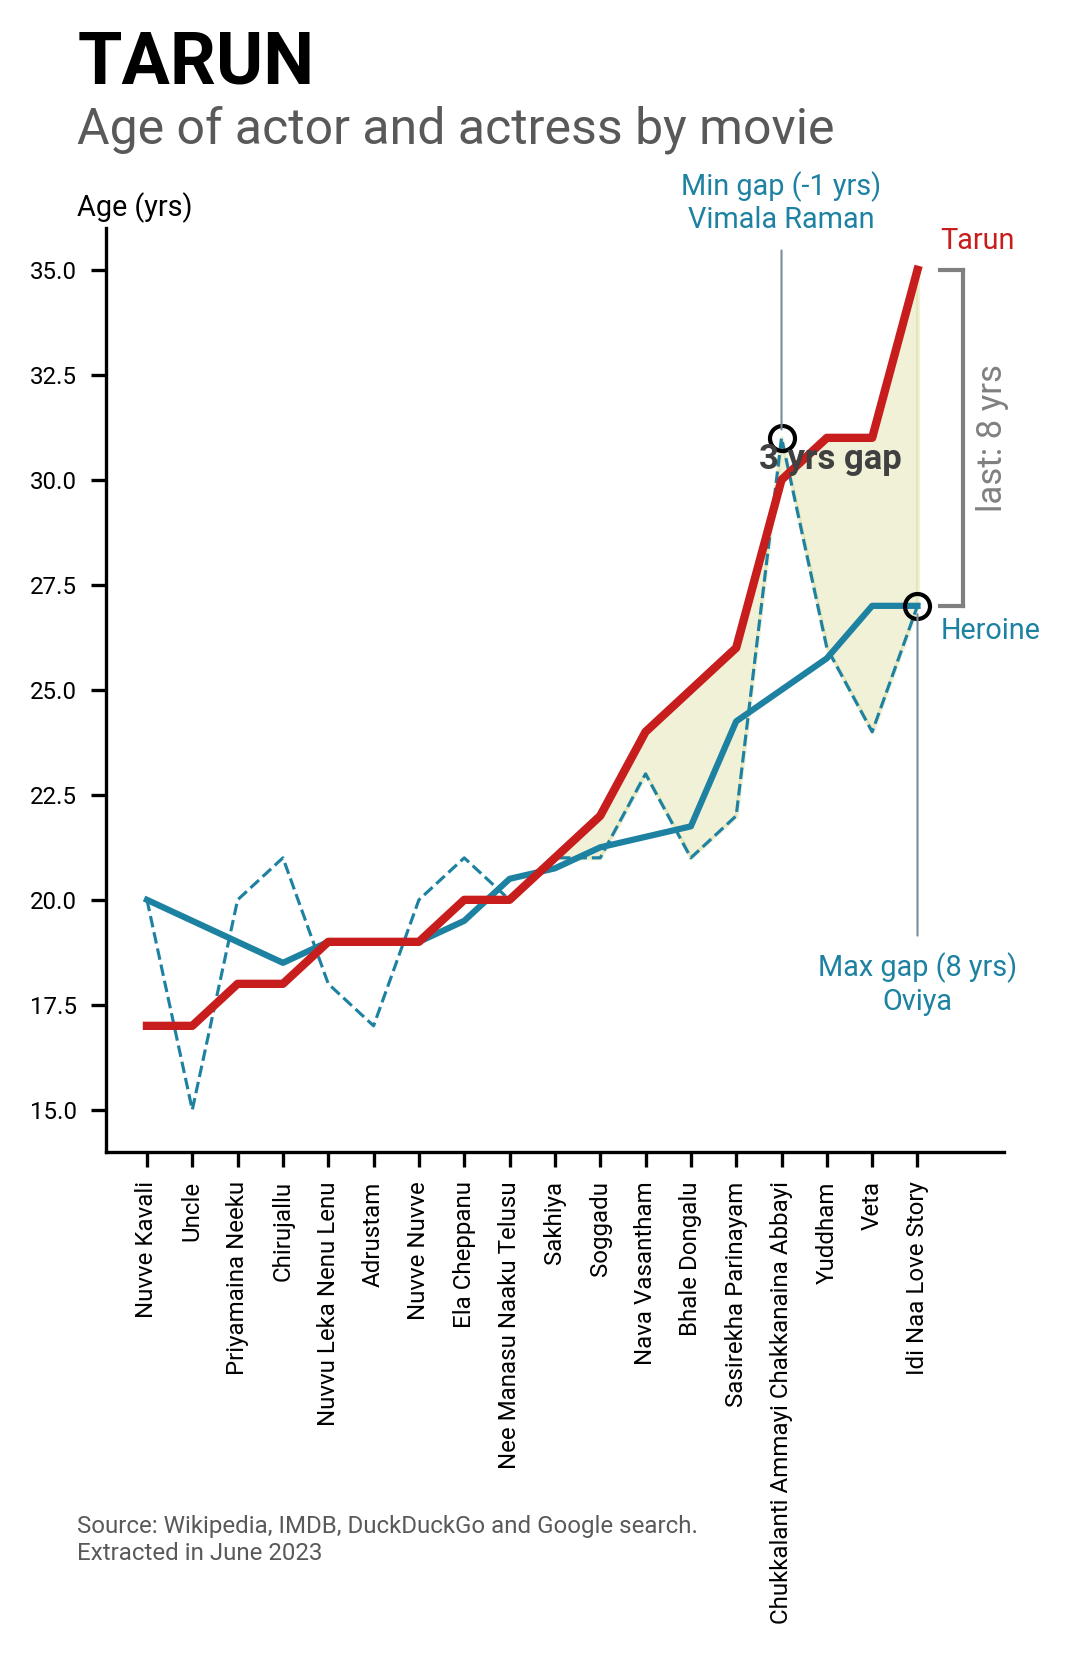 TARUN
Age of actor and actress by movie
Min gap (-1 yrs)
Vimala Raman
Age (yrs)
Tarun
35.0
32.5
30.0
27.5
25.0
22.5
20.0
17.5
15.0
3 yrs gap
last: 8 yrs
Heroine
Max gap (8 yrs)
Oviya
Nuvve Kavali
Uncle
Priyamaina Neeku
Chirujallu
Nuvvu Leka Nenu Lenu
Adrustam
Nuvve Nuvve
Ela Cheppanu
Nee Manasu Naaku Telusu
Sakhiya
Soggadu
Nava Vasantham
Bhale Dongalu
Sasirekha Parinayam
Chukkalanti Ammayi Chakkanaina Abbayi
Yuddham
Veta
Idi Naa Love Story
Source: Wikipedia, IMDB, DuckDuckGo and Google search.
Extracted in June 2023